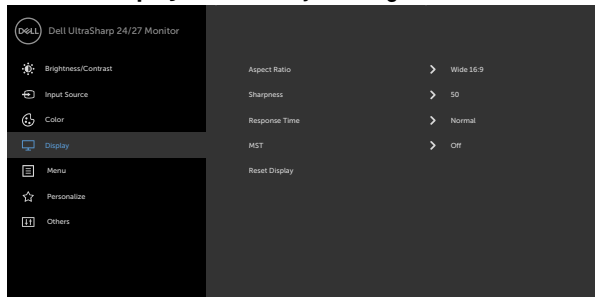 DELL Dell UltraSharp 24/27 Monitor
Brightness/Contrast
Input Source
Color
Display
Menu
Personalize
Others
Aspect Ratio Wide 16:9
Sharpness 50
Response Time Normal
MST Off
Reset Display